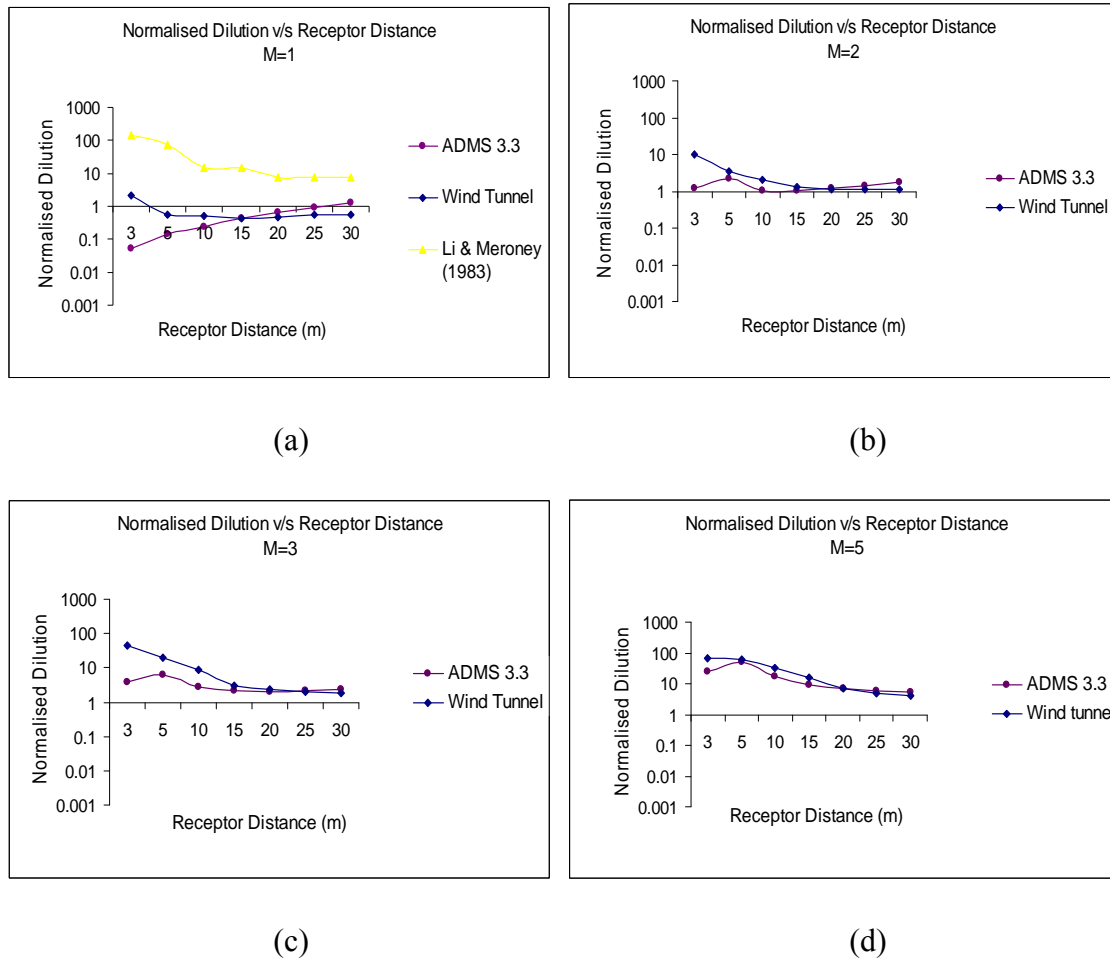 Normalised Dilution v/s Receptor Distance
M=1
Normalised Dilution
1000
100
10
1
0.1
0.01
0.001
3 5 10 15 20 25 30
Receptor Distance (m)
ADMS 3.3
Wind Tunnel
Li & Meroney
(1983)
(a)
Normalised Dilution v/s Receptor Distance
M=2
Normalised Dilution
1000
100
10
1
0.1
0.01
0.001
3 5 10 15 20 25 30
Receptor Distance (m)
ADMS 3.3
Wind Tunnel
(b)
Normalised Dilution v/s Receptor Distance
M=3
Normalised Dilution
1000
100
10
1
0.1
0.01
0.001
3 5 10 15 20 25 30
Receptor Distance (m)
ADMS 3.3
Wind Tunnel
(c)
Normalised Dilution v/s Receptor Distance
M=5
Normalised Dilution
1000
100
10
1
0.1
0.01
0.001
3 5 10 15 20 25 30
Receptor Distance (m)
ADMS 3.3
Wind tunnel
(d)